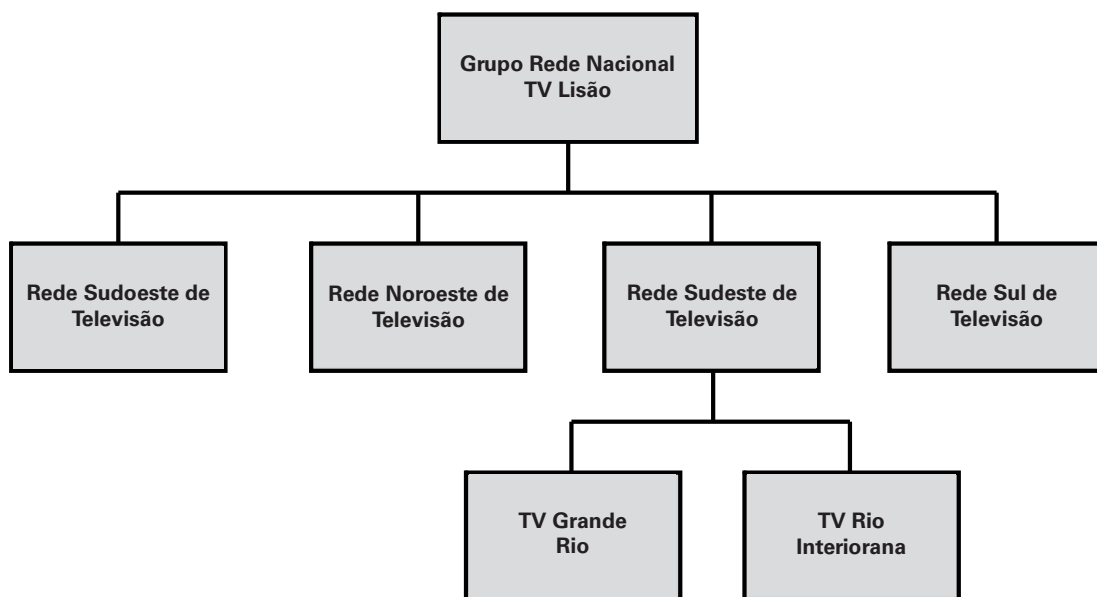 Grupo Rede Nacional
TV Lisão
Rede Sudoeste de
Televisão
Rede Noroeste de
Televisão
Rede Sudeste de
Televisão
Rede Sul de
Televisão
TV Grande
Rio
TV Rio
Interiorana